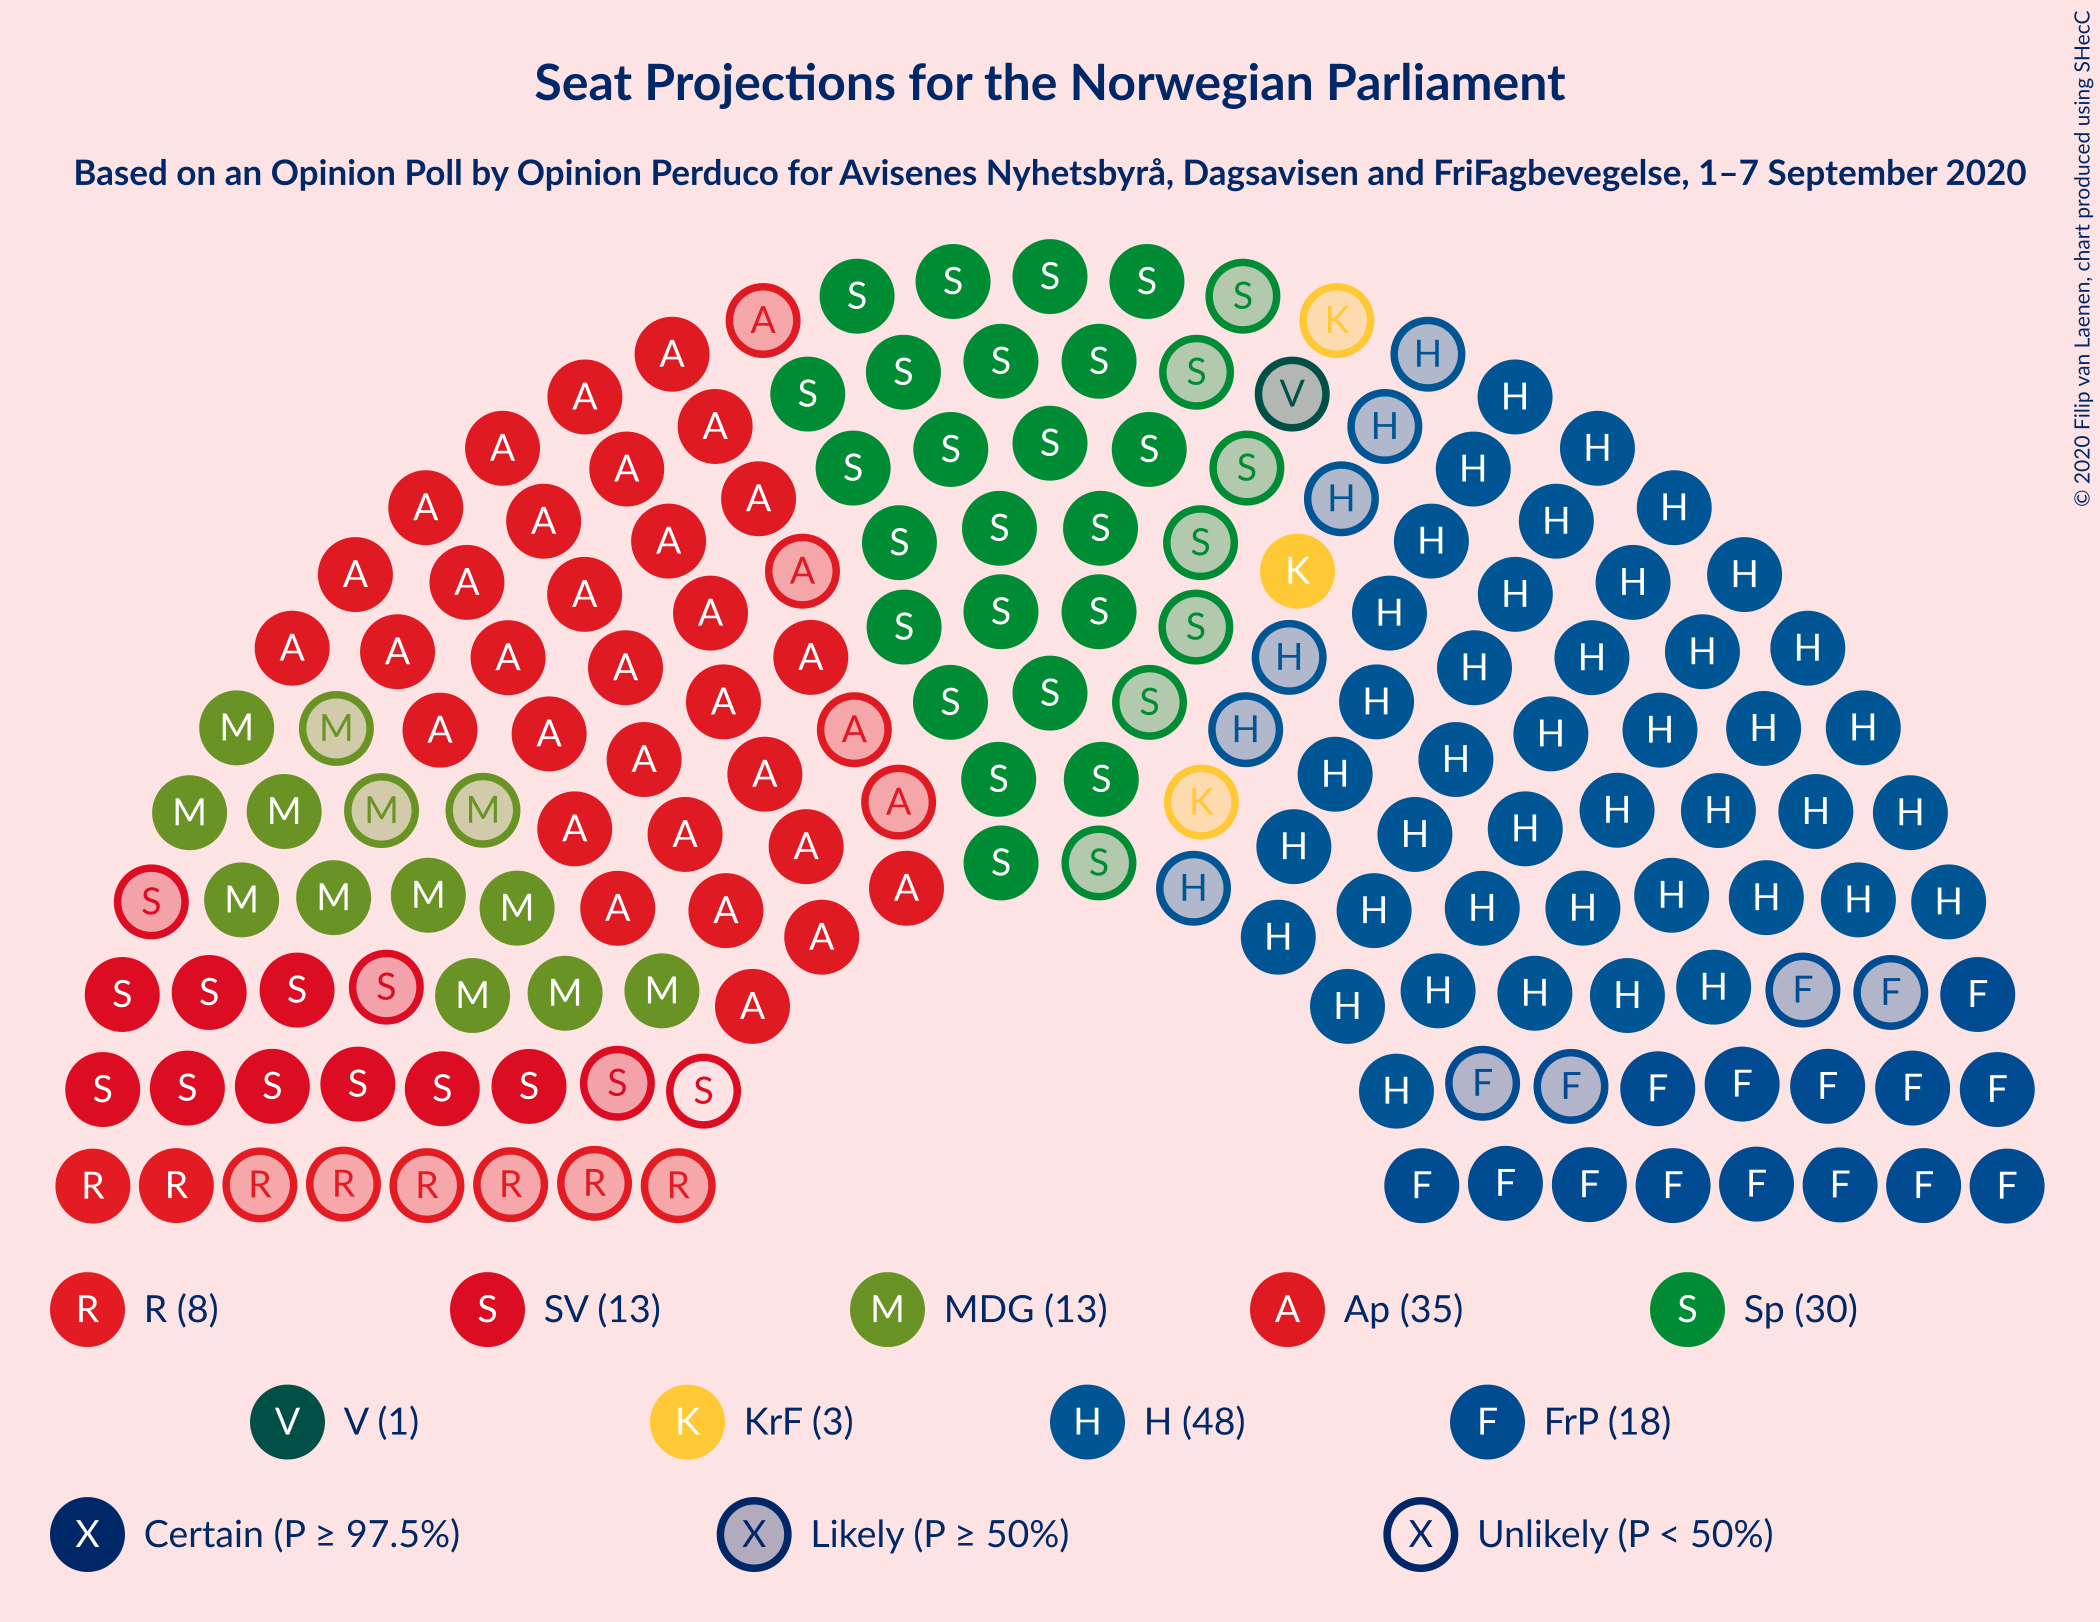 Seat Projections for the Norwegian Parliament
Based on an Opinion Poll by Opinion Perduco for Avisenes Nyhetsbyrå, Dagsavisen and FriFagbevegelse, 1–7 September 2020
© 2020 Filip van Laenen, chart produced using SHecC
S S S S S
A K
A S S S S S H
A S V H
A A S S S S S H H
A A A H H H
A A A S S S S K H H H
A A A A S S S S H H H H
A A A A A S S S H H H H H
M M A A A A H H H H H H
M M M M A A A A A S S K H H H H H H H H
S M M M M A A A S S H H H H H H H H
S S S S M M M A A H H H H H H F F F
S S S S S S S S H F F F F F F F
R R R R R R R R F F F F F F F F
R R (8) S SV (13) M MDG (13) A Ap (35) S Sp (30)
V V (1) K KrF (3) H H (48) F FrP (18)
X Certain (P ≥ 97.5%) X Likely (P ≥ 50%) X Unlikely (P < 50%)